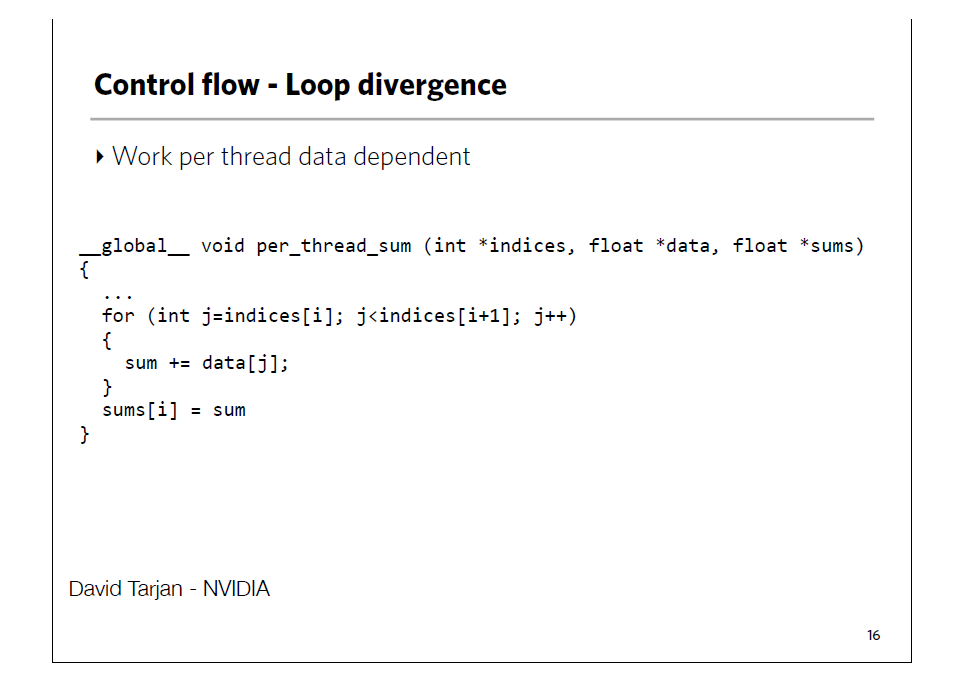 Control flow - Loop divergence
Work per thread data dependent
__global__ void per_thread_sum (int *indices, float *data, float *sums)
{
...
for (int j=indices[i]; j<indices[i+1]; j++)
{
sum += data[j];
}
sums[i] = sum
}
David Tarjan - NVIDIA
16